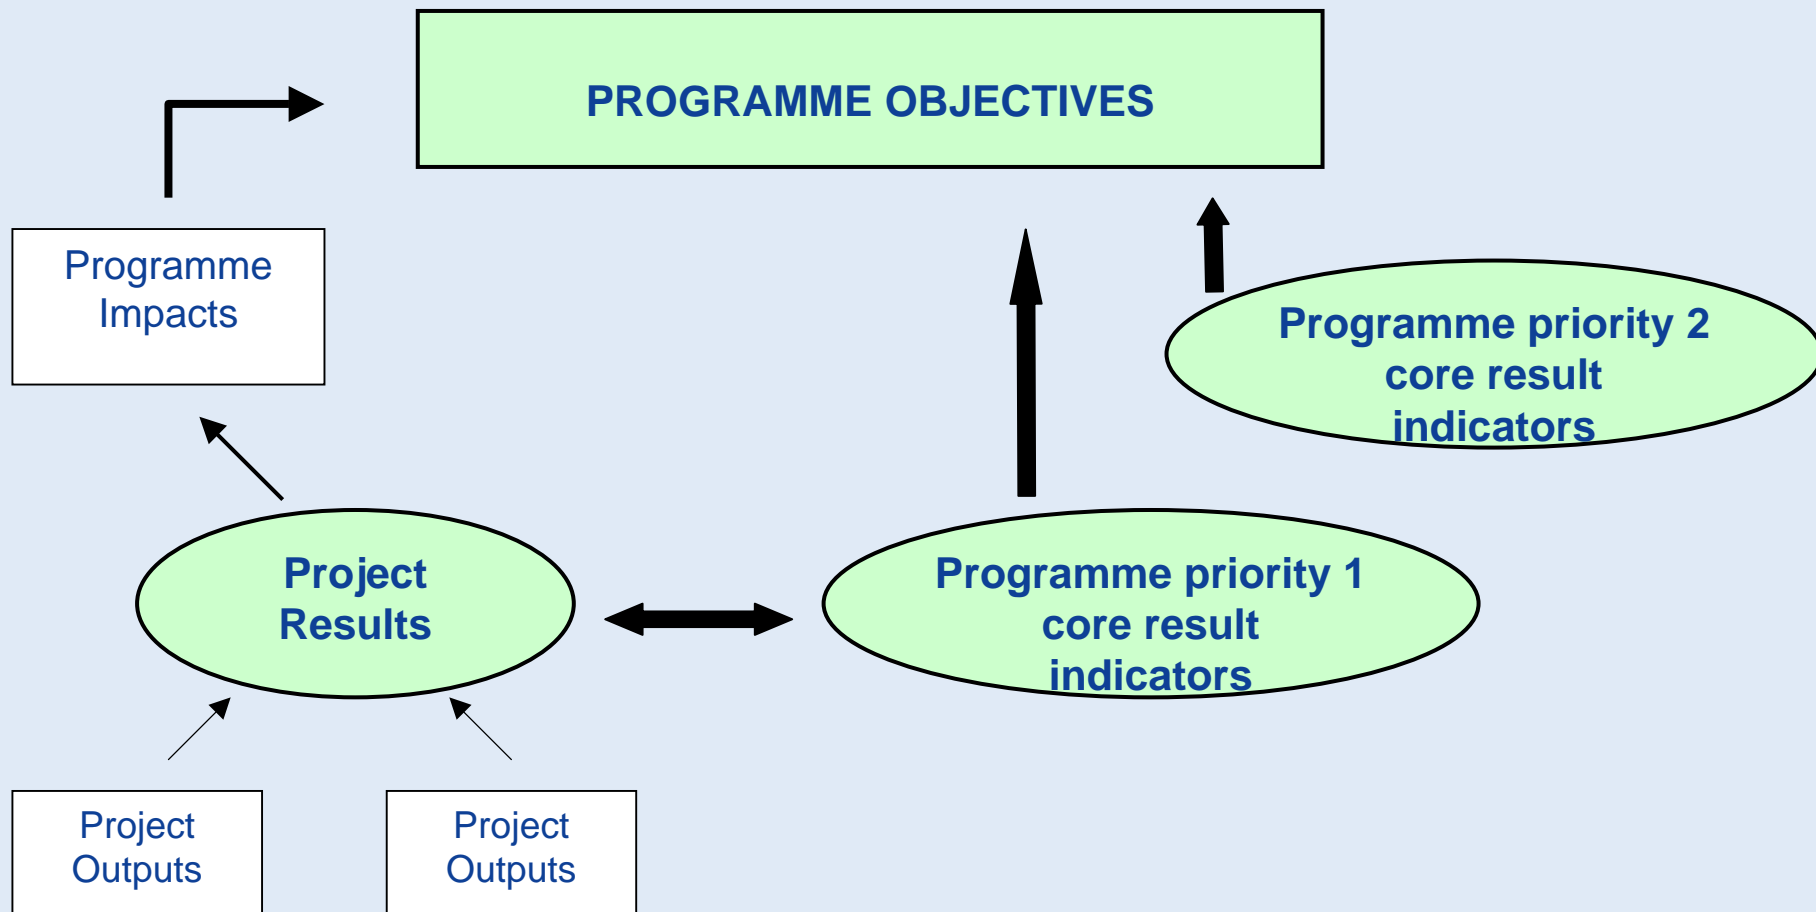 PROGRAMME OBJECTIVES
Programme
Impacts
Programme priority 2
core result
indicators
Project
Results
Programme priority 1
core result
indicators
Project
Outputs
Project
Outputs